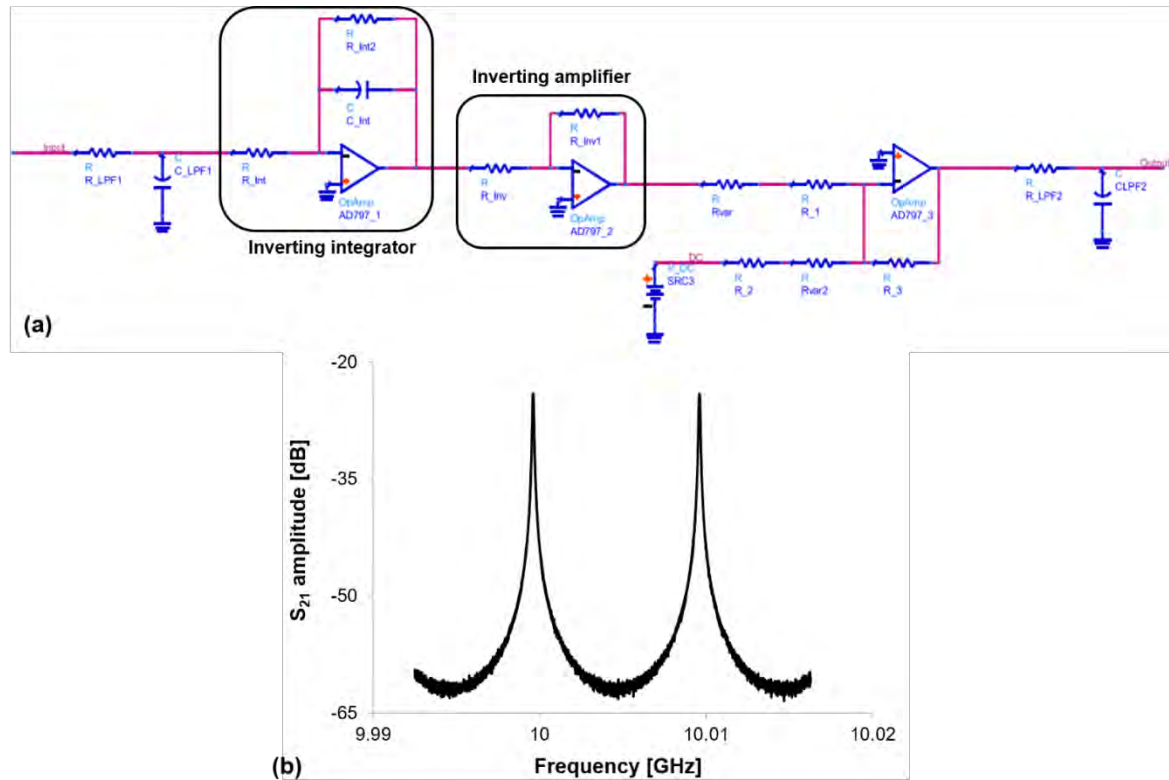 R
R_Int2
Inverting amplifier
C
C_Int
R
R_Inv1
Input
R
R_LPF1
C
C_LPF1
R
R_Int
OpAmp
AD797_1
R
R_Inv
OpAmp
AD797_2
R
Rvar
R
R_1
OpAmp
AD797_3
R
R_LPF2
C
CLPF2
Output
Inverting integrator
DC
SRC3
R
R_2
R
Rvar2
R
R_3
(a)
-20
-35
-50
-65
S21 amplitude [dB]
9.99
10
10.01
10.02
Frequency [GHz]
(b)